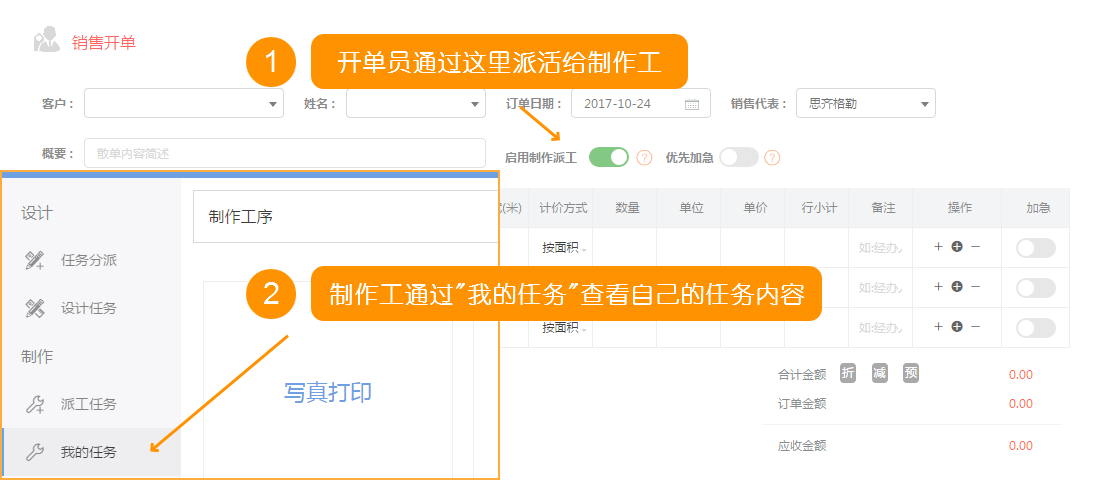 销售开单
1 开单员通过这里派活给制作工
客户： 姓名： 订单日期： 2017-10-24 销售代表： 思齐格勒
概要： 散单内容简述 启用制作派工 ? 优先加急 ?
(米) 计价方式 数量 单位 单价 行小计 备注 操作 加急
按面积 如:经办
如:经办
按面积 如:经办
设计
任务分派
设计任务
制作
派工任务
我的任务
制作工序
2 制作工通过"我的任务"查看自己的任务内容
写真打印
合计金额 折 减 预 0.00
订单金额 0.00
应收金额 0.00